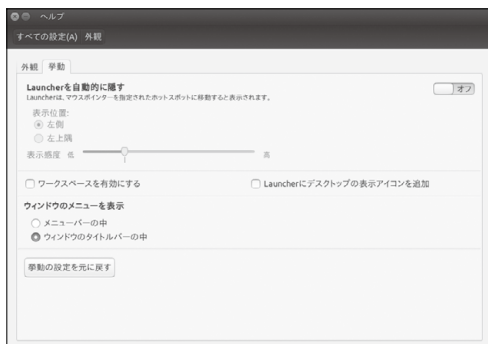 ヘルプ
すべての設定(A) 外観
外観 挙動
Launcherを自動的に隠す オフ
Launcherは、マウスポインターを指定されたホットスポットに移動すると表示されます。
表示位置:
左側
左上隅
表示感度 低 高
ワークスペースを有効にする Launcherにデスクトップの表示アイコンを追加
ウィンドウのメニューを表示
メニューバーの中
ウィンドウのタイトルバーの中
挙動の設定を元に戻す